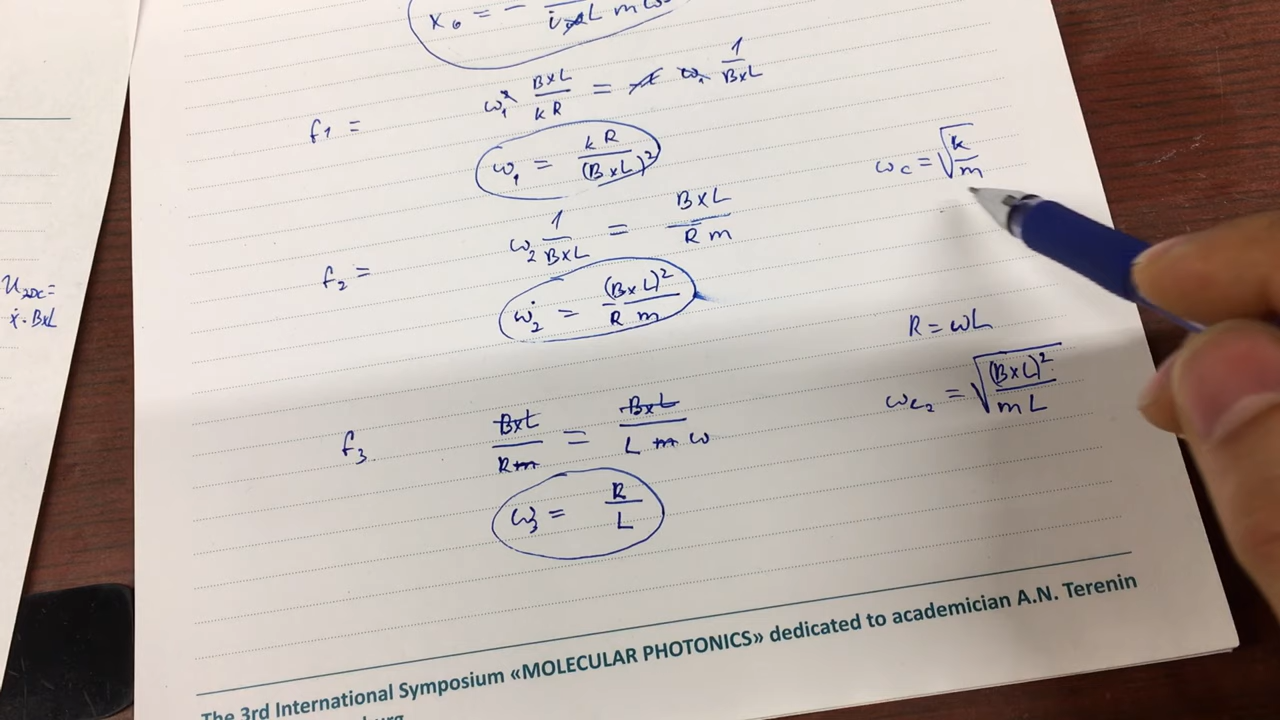 x₀ = − / i L m ω
f1 = ω₁ BxL / kR = ω₁ 1 / BxL
ω₁ = kR / (BxL)²
ω_c = √(k / m)
f₂ = ω₂ 1 / BxL = BxL / Rm
ω₂ = (BxL)² / Rm
U =
ẋ · BxL
R = ωL
f₃ BxL / Rm = BxL / L m ω
ω_c₂ = √((BxL)² / mL)
ω₃ = R / L
The 3rd International Symposium «MOLECULAR PHOTONICS» dedicated to academician A.N. Terenin